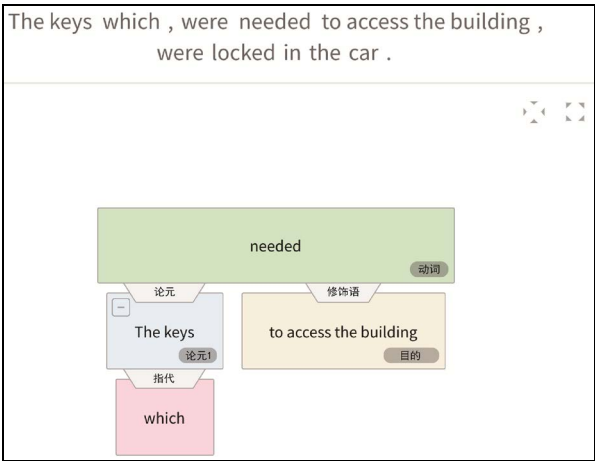 The keys which , were needed to access the building ,
were locked in the car .
needed
动词
论元
修饰语
The keys
论元1
to access the building
目的
指代
which